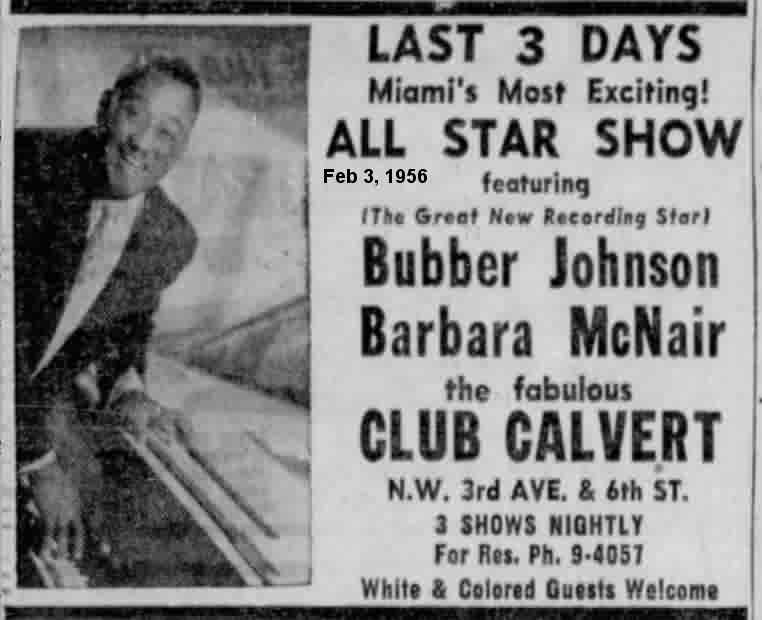 LAST 3 DAYS
Miami's Most Exciting!
ALL STAR SHOW
Feb 3, 1956
featuring
(The Great New Recording Star)
Bubber Johnson
Barbara McNair
the fabulous
CLUB CALVERT
N.W. 3rd AVE. & 6th ST.
3 SHOWS NIGHTLY
For Res. Ph. 9-4057
White & Colored Guests Welcome